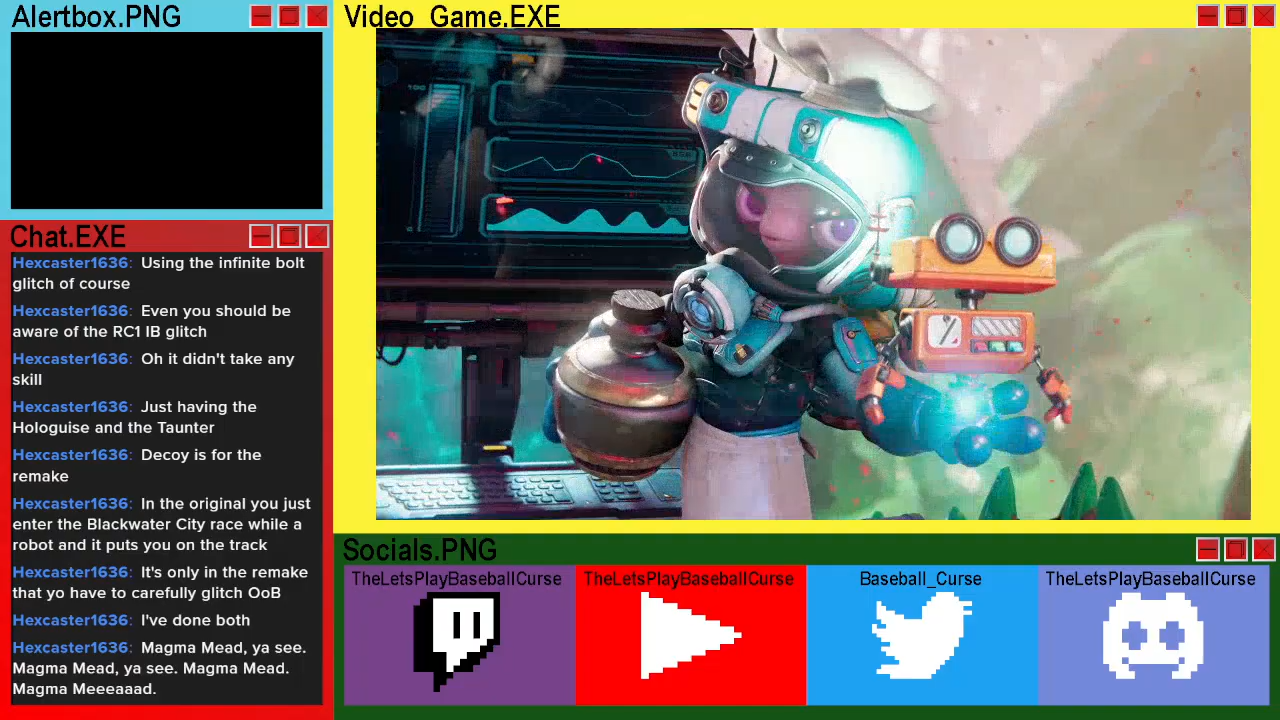 Alertbox.PNG
Video Game.EXE
Chat.EXE
Hexcaster1636: Using the infinite bolt
glitch of course
Hexcaster1636: Even you should be
aware of the RC1 IB glitch
Hexcaster1636: Oh it didn't take any
skill
Hexcaster1636: Just having the
Hologuise and the Taunter
Hexcaster1636: Decoy is for the
remake
Hexcaster1636: In the original you just
enter the Blackwater City race while a
robot and it puts you on the track
Hexcaster1636: It's only in the remake
that yo have to carefully glitch OoB
Hexcaster1636: I've done both
Hexcaster1636: Magma Mead, ya see.
Magma Mead, ya see. Magma Mead.
Magma Meeeaaad.
Socials.PNG
TheLetsPlayBaseballCurse
TheLetsPlayBaseballCurse
Baseball_Curse
TheLetsPlayBaseballCurse